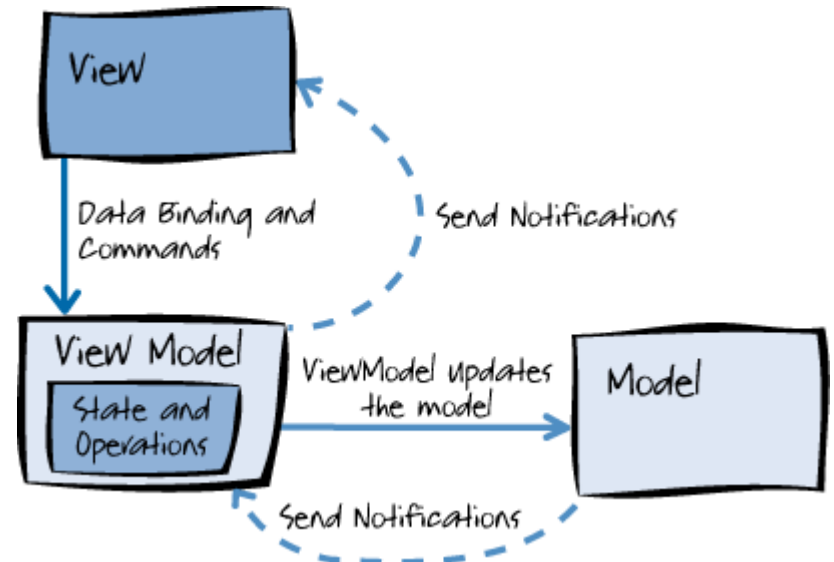 View
Data Binding and
Commands
Send Notifications
View Model
State and
Operations
ViewModel updates
the model
Model
Send Notifications